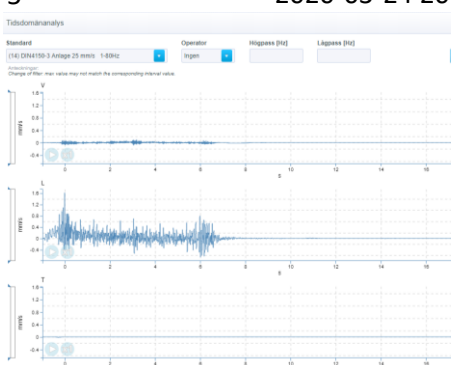 Tidsdomänanalys
Standard Operator Högpass [Hz] Lågpass [Hz]
(14) DIN4150-3 Anlage 25 mm/s 1-80Hz Ingen
Anteckningar:
Change of filter: max value may not match the corresponding interval value.
V
1.6
1.2
0.8
0.4
0
-0.4
mm/s
0 2 4 6 8 10 12 14 16
s
L
1.6
1.2
0.8
0.4
0
-0.4
mm/s
0 2 4 6 8 10 12 14 16
s
T
1.6
1.2
0.8
0.4
0
-0.4
mm/s
0 2 4 6 8 10 12 14 16